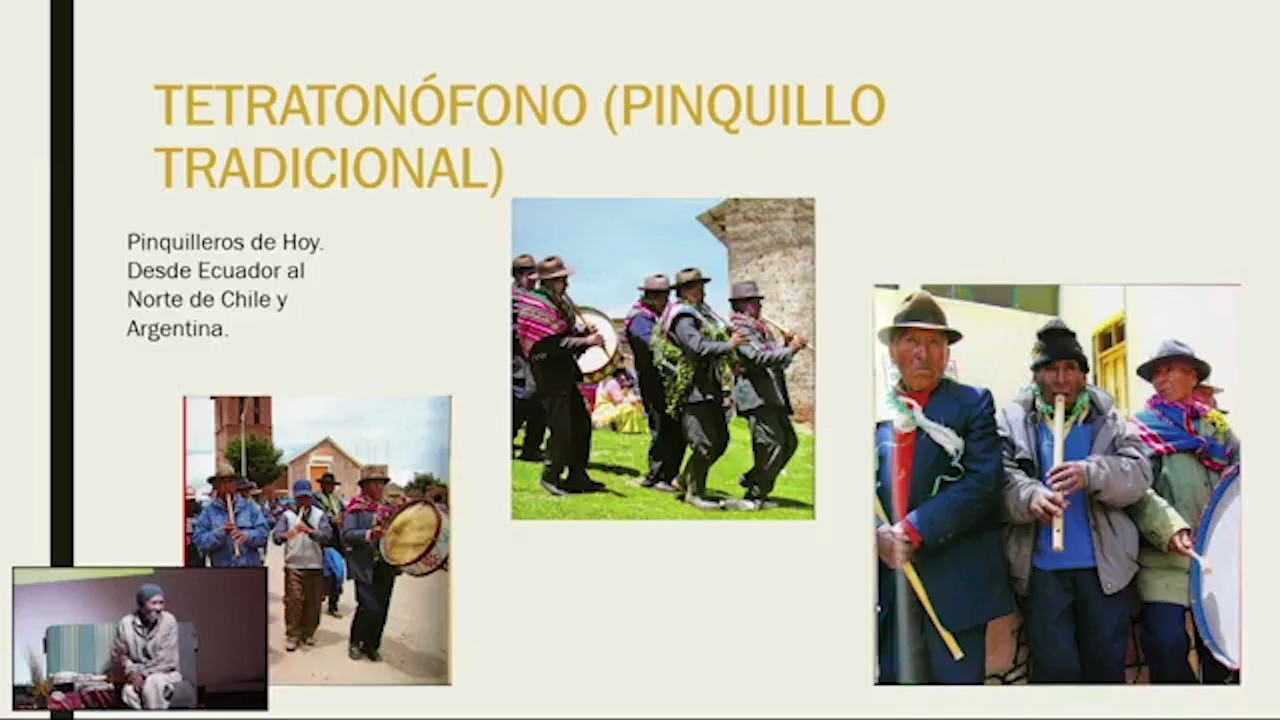 TETRATONÓFONO (PINQUILLO
TRADICIONAL)
Pinquilleros de Hoy.
Desde Ecuador al
Norte de Chile y
Argentina.